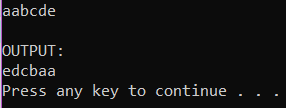 aabcde
OUTPUT:
edcbaa
Press any key to continue . . .